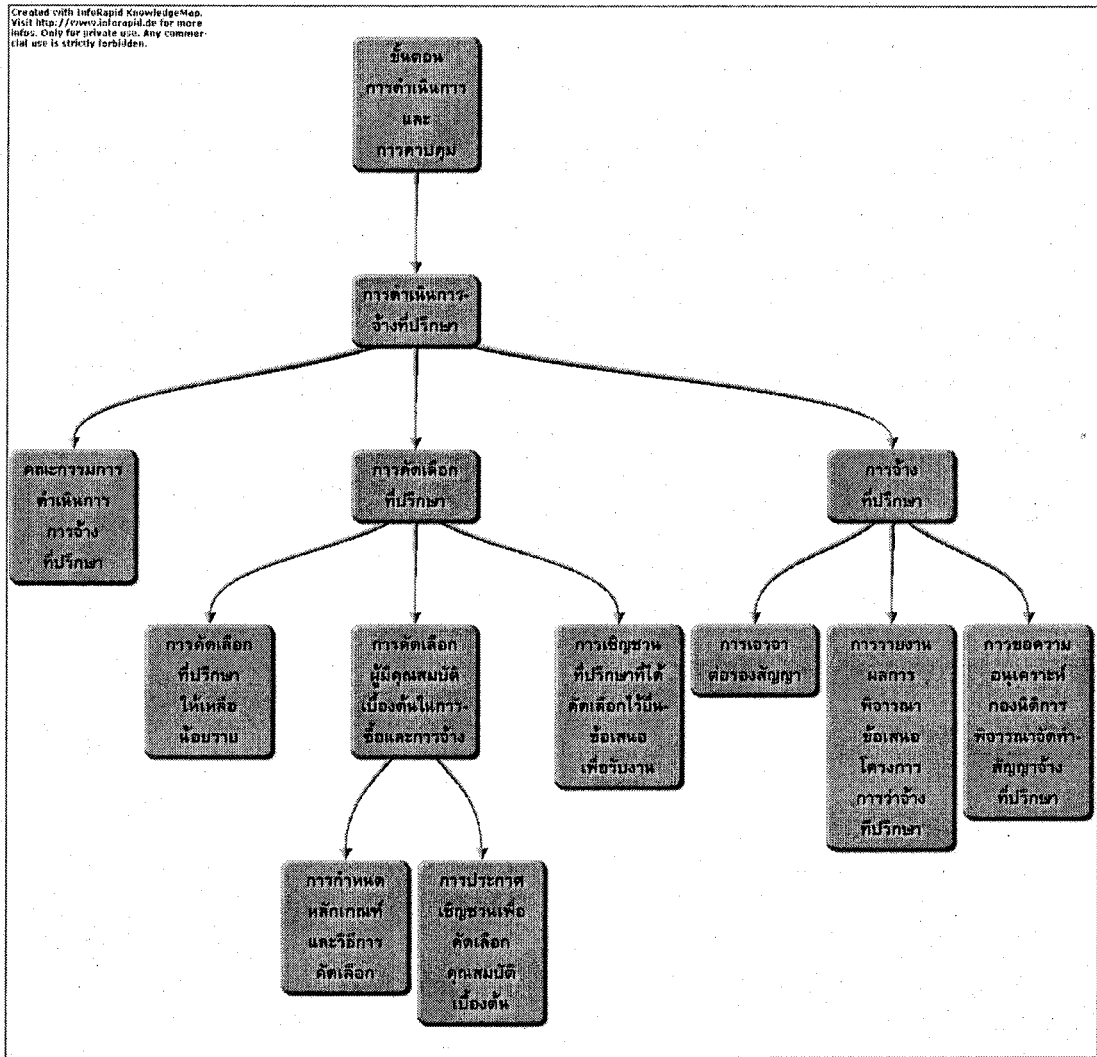 Created with InfoRapid KnowledgeMap.
Visit http://www.inforapid.de for more
infos. Only for private use. Any commer-
cial use is strictly forbidden.
ขั้นตอน
การดำเนินการ
และ
การควบคุม
การดำเนินการ-
จ้างที่ปรึกษา
คณะกรรมการ
ดำเนินการ
การจ้าง
ที่ปรึกษา
การคัดเลือก
ที่ปรึกษา
การจ้าง
ที่ปรึกษา
การคัดเลือก
ที่ปรึกษา
ให้เหลือ
น้อยราย
การคัดเลือก
ผู้มีคุณสมบัติ
เบื้องต้นในการ-
ซื้อและการจ้าง
การเชิญชวน
ที่ปรึกษาที่ได้
คัดเลือกไว้ยื่น-
ข้อเสนอ
เพื่อรับงาน
การเจรจา
ต่อรองสัญญา
การรายงาน
ผลการ
พิจารณา
ข้อเสนอ
โครงการ
การว่าจ้าง
ที่ปรึกษา
การขอความ
อนุเคราะห์
กองนิติการ
พิจารณาจัดทำ-
สัญญาจ้าง
ที่ปรึกษา
การกำหนด
หลักเกณฑ์
และวิธีการ
คัดเลือก
การประกาศ
เชิญชวนเพื่อ
คัดเลือก
คุณสมบัติ
เบื้องต้น